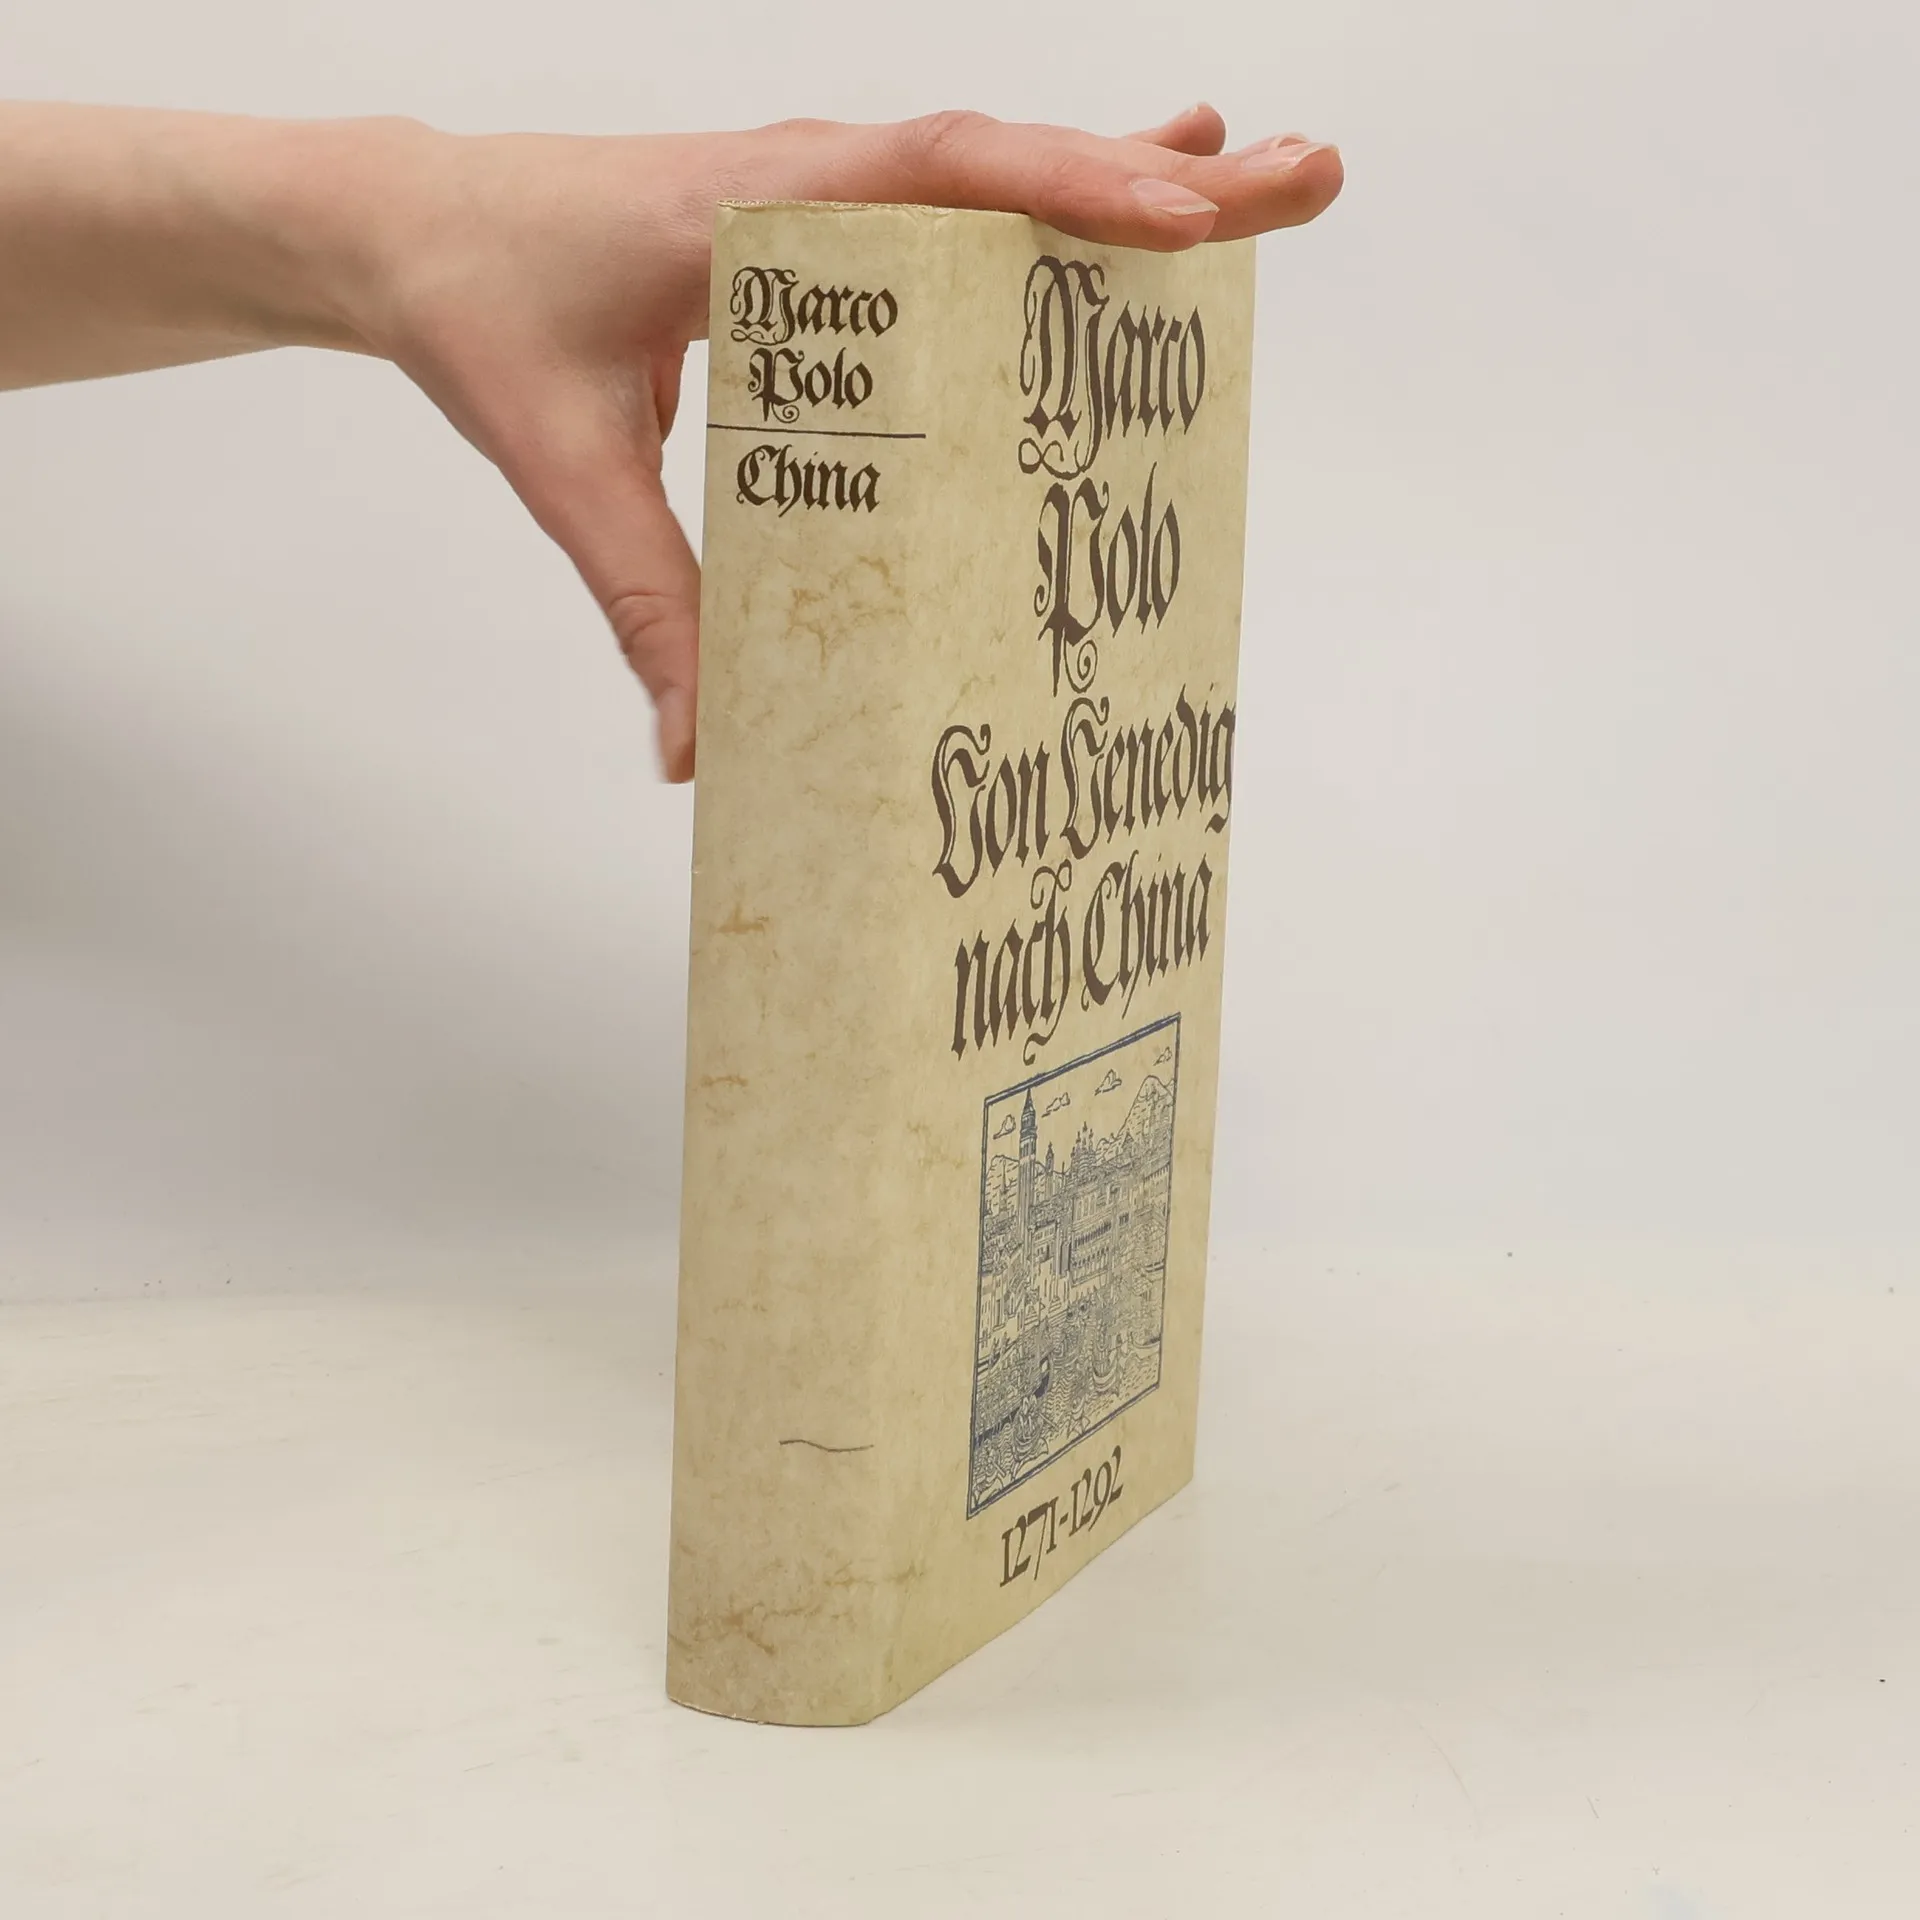 Marco
Polo
China
Marco
Polo
Von Venedig
nach China
1271-1292